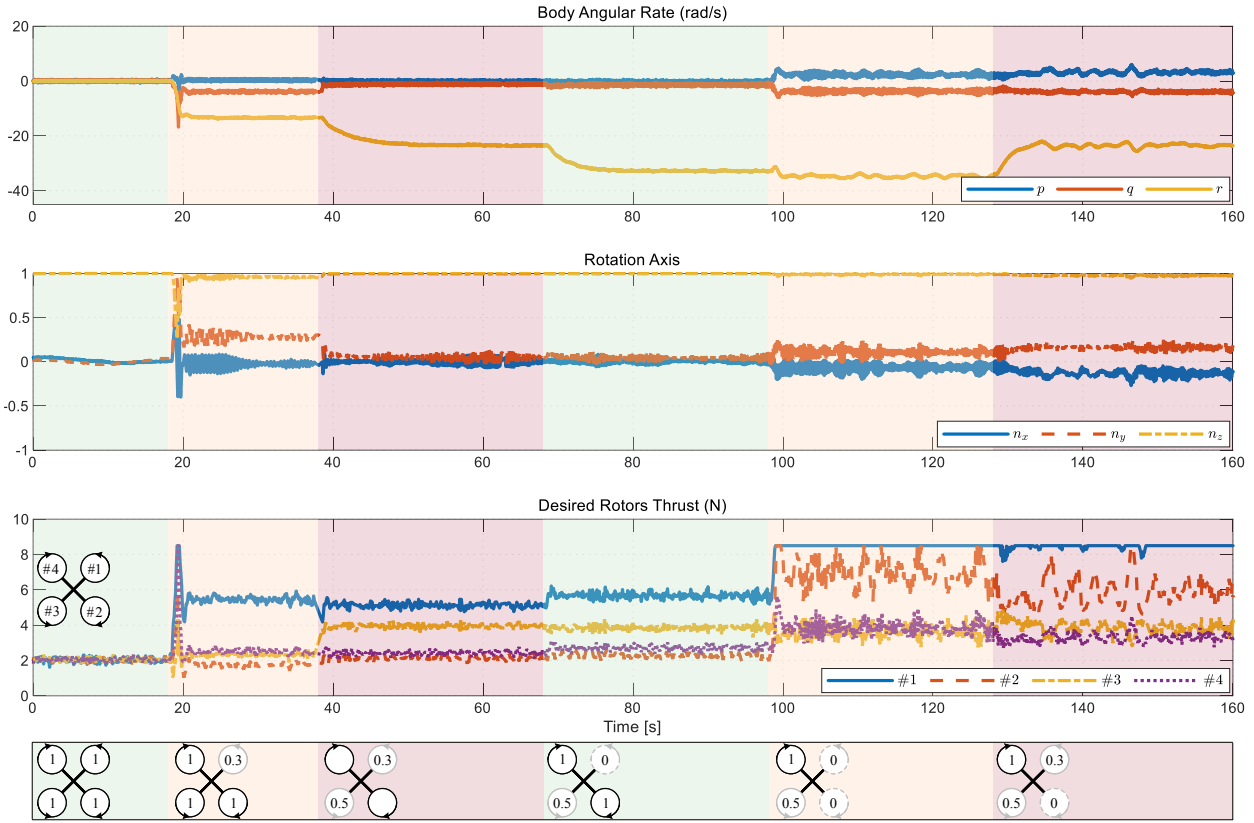 Body Angular Rate (rad/s)
20
0
-20
-40
p q r
0 20 40 60 80 100 120 140 160
Rotation Axis
1
0.5
0
-0.5
-1
nx ny nz
0 20 40 60 80 100 120 140 160
Desired Rotors Thrust (N)
10
8
6
4
2
0
#4 #1
#3 #2
#1 #2 #3 #4
0 20 40 60 80 100 120 140 160
Time [s]
1 1 1 0.3 0.3 1 0 1 0 1 0.3
1 1 1 1 0.5 0.5 1 0.5 0 0.5 0